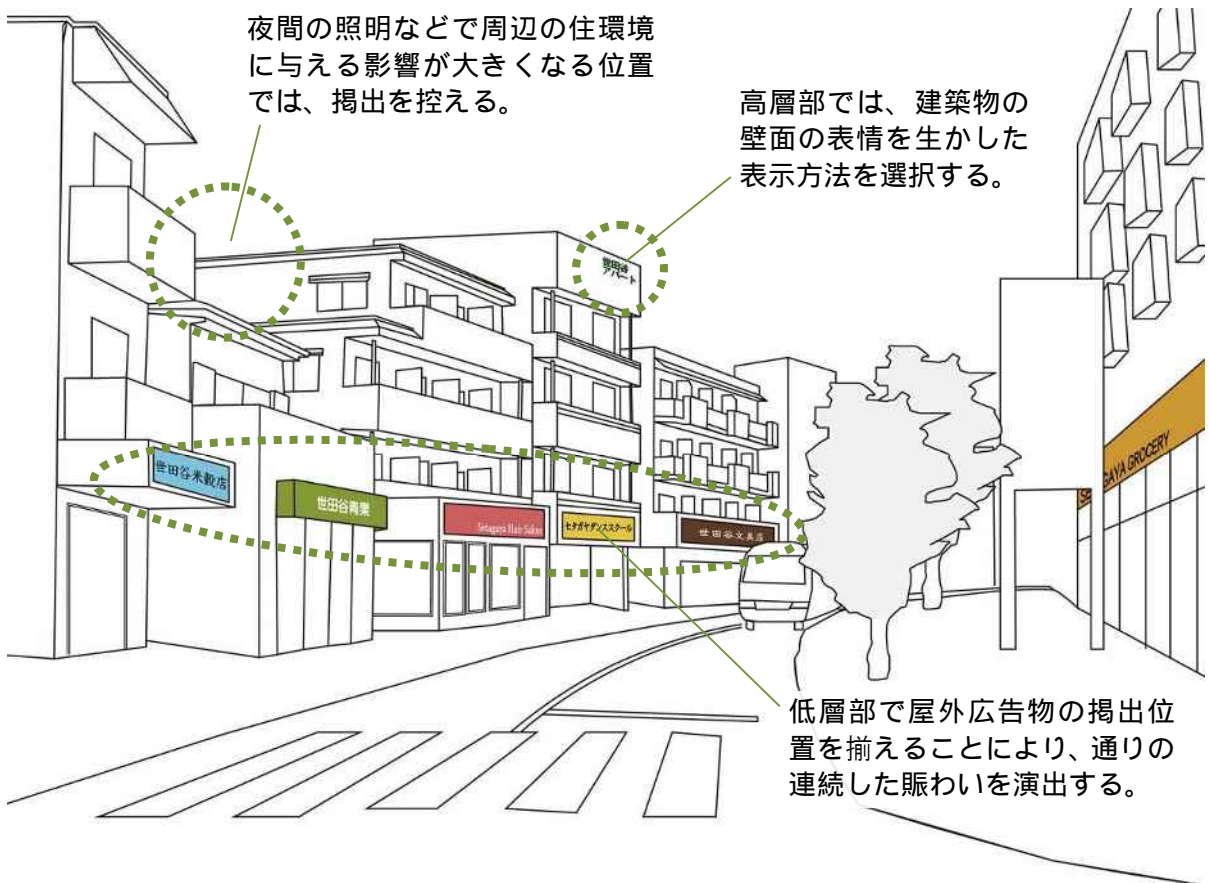 夜間の照明などで周辺の住環境
に与える影響が大きくなる位置
では、掲出を控える。
高層部では、建築物の
壁面の表情を生かした
表示方法を選択する。
世田谷
アパート
世田谷米穀店
世田谷青果
Setagaya Hair Salon
セタガヤダンススクール
世田谷文具店
AYA GROCERY
低層部で屋外広告物の掲出位
置を揃えることにより、通りの
連続した賑わいを演出する。